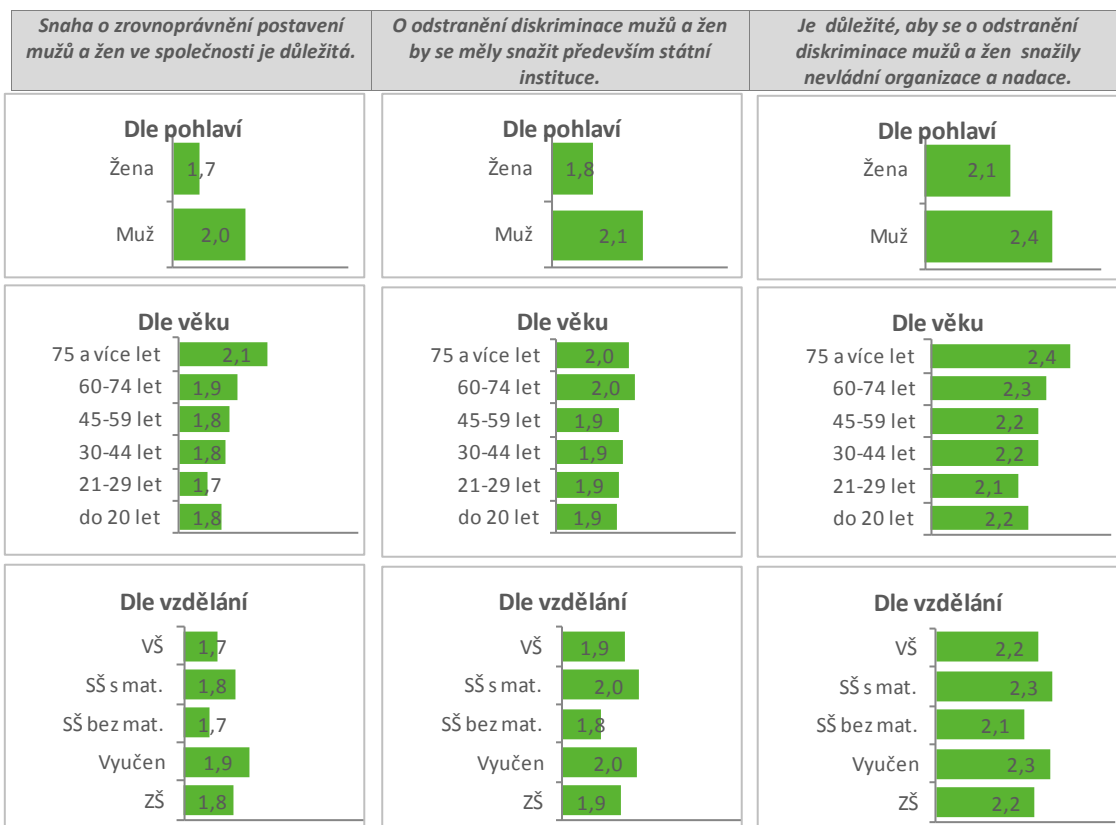 Snaha o zrovnoprávnění postavení
mužů a žen ve společnosti je důležitá.
O odstranění diskriminace mužů a žen
by se měly snažit především státní
instituce.
Je důležité, aby se o odstranění
diskriminace mužů a žen snažily
nevládní organizace a nadace.
Dle pohlaví
Žena 1,7
Muž 2,0
Dle pohlaví
Žena 1,8
Muž 2,1
Dle pohlaví
Žena 2,1
Muž 2,4
Dle věku
75 a více let 2,1
60-74 let 1,9
45-59 let 1,8
30-44 let 1,8
21-29 let 1,7
do 20 let 1,8
Dle věku
75 a více let 2,0
60-74 let 2,0
45-59 let 1,9
30-44 let 1,9
21-29 let 1,9
do 20 let 1,9
Dle věku
75 a více let 2,4
60-74 let 2,3
45-59 let 2,2
30-44 let 2,2
21-29 let 2,1
do 20 let 2,2
Dle vzdělání
VŠ 1,7
SŠ s mat. 1,8
SŠ bez mat. 1,7
Vyučen 1,9
ZŠ 1,8
Dle vzdělání
VŠ 1,9
SŠ s mat. 2,0
SŠ bez mat. 1,8
Vyučen 2,0
ZŠ 1,9
Dle vzdělání
VŠ 2,2
SŠ s mat. 2,3
SŠ bez mat. 2,1
Vyučen 2,3
ZŠ 2,2